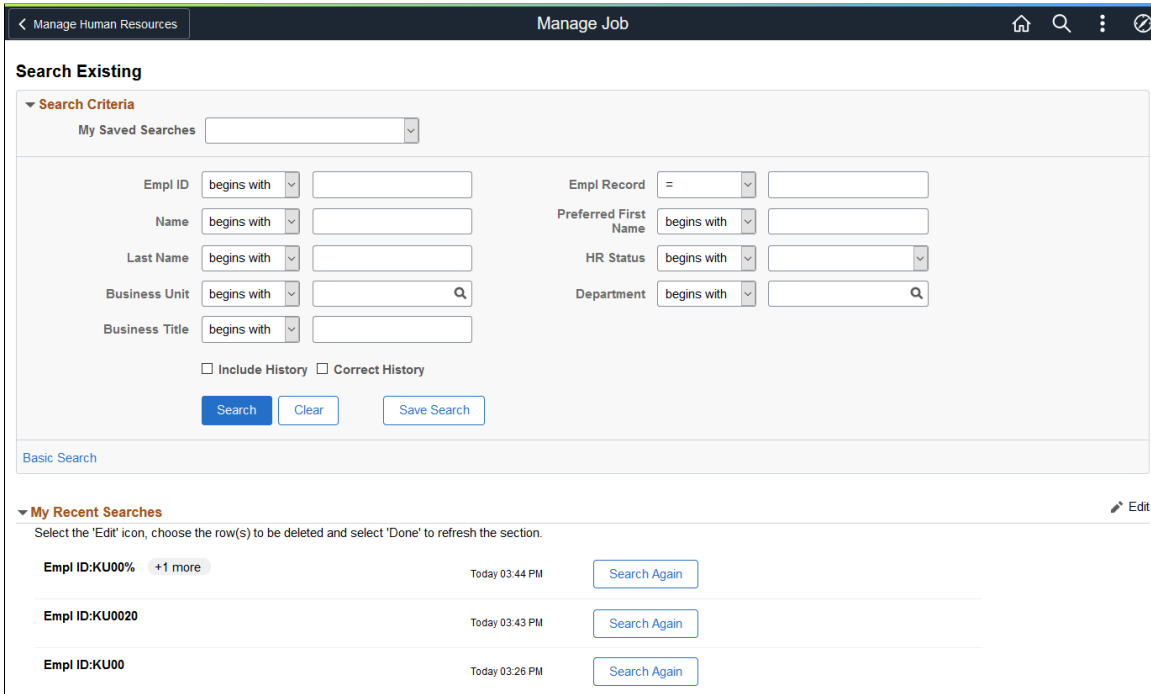 Manage Human Resources Manage Job
Search Existing
Search Criteria
My Saved Searches
Empl ID begins with Empl Record =
Name begins with Preferred First Name begins with
Last Name begins with HR Status begins with
Business Unit begins with Department begins with
Business Title begins with
Include History Correct History
Search Clear Save Search
Basic Search
My Recent Searches Edit
Select the 'Edit' icon, choose the row(s) to be deleted and select 'Done' to refresh the section.
Empl ID:KU00% +1 more Today 03:44 PM Search Again
Empl ID:KU0020 Today 03:43 PM Search Again
Empl ID:KU00 Today 03:26 PM Search Again